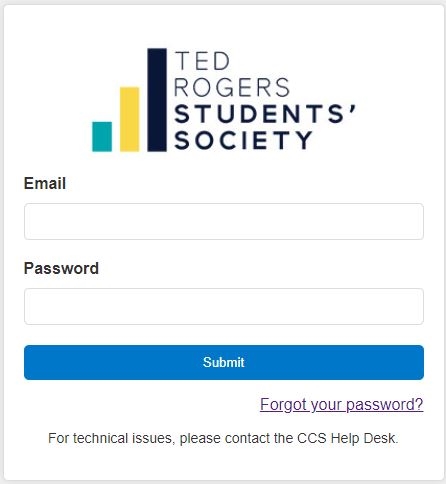 TED
ROGERS
STUDENTS'
SOCIETY
Email
Password
Submit
Forgot your password?
For technical issues, please contact the CCS Help Desk.